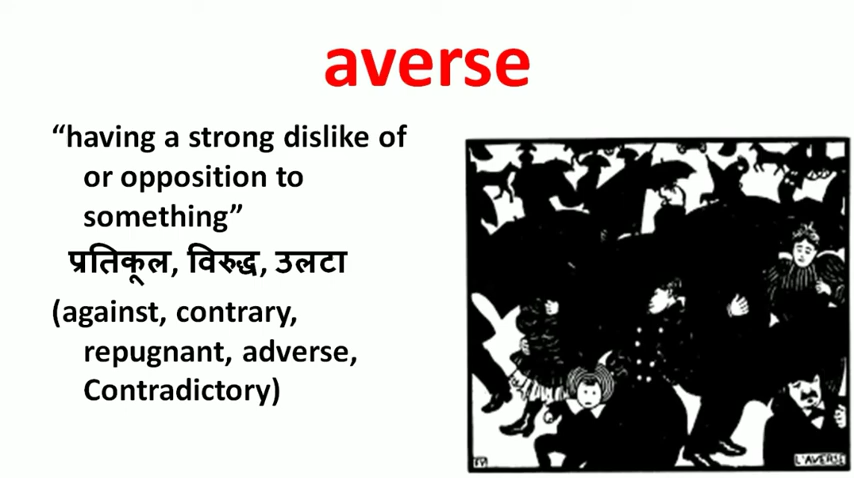 averse
“having a strong dislike of
or opposition to
something”
प्रतिकूल, विरुद्ध, उलटा
(against, contrary,
repugnant, adverse,
Contradictory)
L'AVERSE